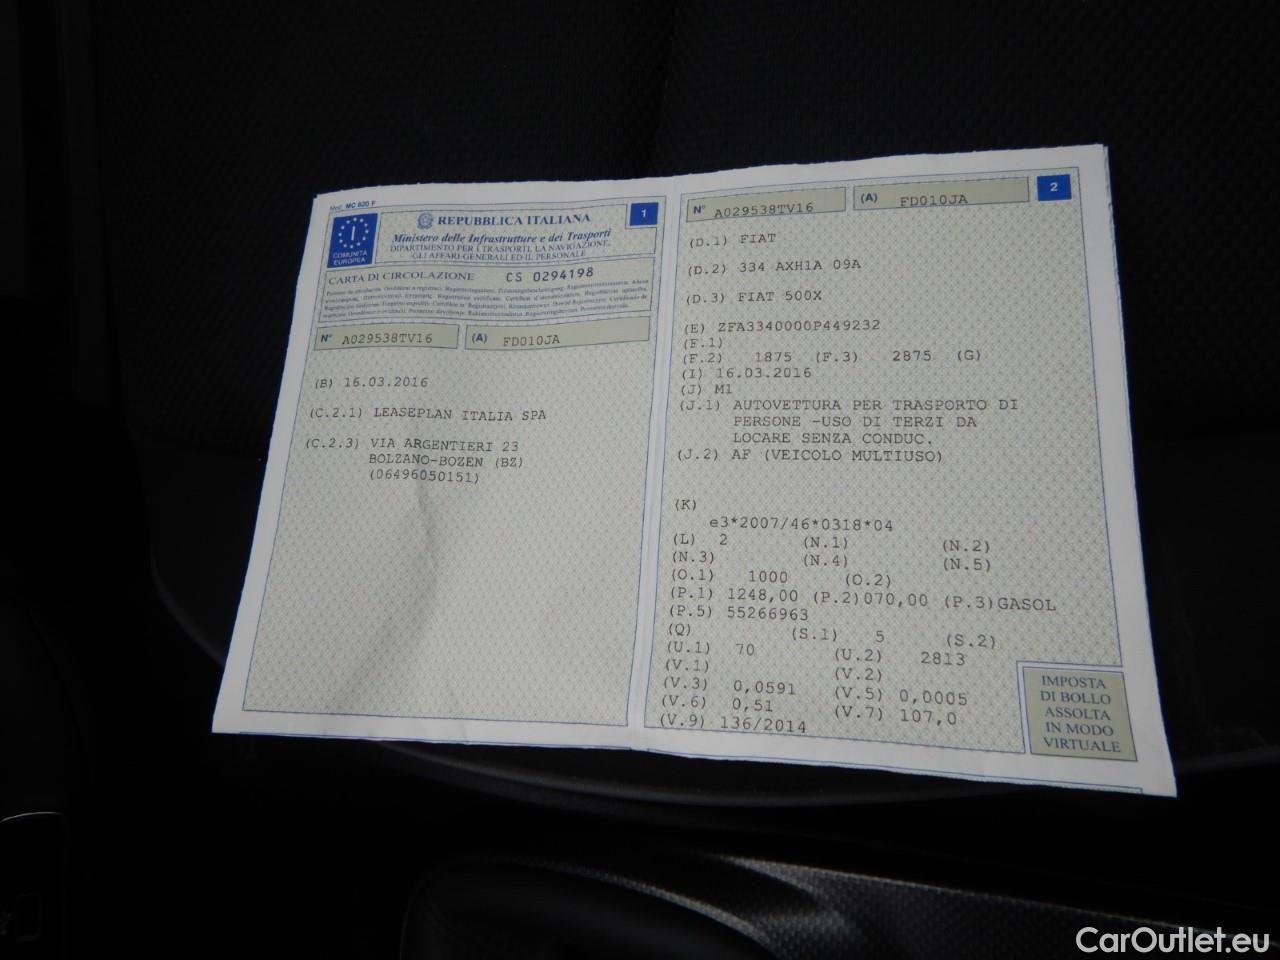 Mod. MC 820 F
COMUNITÀ
EUROPEA
REPUBBLICA ITALIANA
1
Ministero delle Infrastrutture e dei Trasporti
DIPARTIMENTO PER I TRASPORTI, LA NAVIGAZIONE,
GLI AFFARI GENERALI ED IL PERSONALE
CARTA DI CIRCOLAZIONE CS 0294198
N° A029538TV16 (A) FD010JA
(B) 16.03.2016
(C.2.1) LEASEPLAN ITALIA SPA
(C.2.3) VIA ARGENTIERI 23
BOLZANO-BOZEN (BZ)
(06496050151)
N° A029538TV16 (A) FD010JA
2
(D.1) FIAT
(D.2) 334 AXH1A 09A
(D.3) FIAT 500X
(E) ZFA3340000P449232
(F.1)
(F.2) 1875 (F.3) 2875 (G)
(I) 16.03.2016
(J) M1
(J.1) AUTOVETTURA PER TRASPORTO DI
PERSONE -USO DI TERZI DA
LOCARE SENZA CONDUC.
(J.2) AF (VEICOLO MULTIUSO)
(K)
e3*2007/46*0318*04
(L) 2 (N.1) (N.2)
(N.3) (N.4) (N.5)
(O.1) 1000 (O.2)
(P.1) 1248,00 (P.2)070,00 (P.3)GASOL
(P.5) 55266963
(Q) (S.1) 5 (S.2)
(U.1) 70 (U.2) 2813
(V.1) (V.2)
(V.3) 0,0591 (V.5) 0,0005
(V.6) 0,51 (V.7) 107,0
(V.9) 136/2014
IMPOSTA
DI BOLLO
ASSOLTA
IN MODO
VIRTUALE
CarOutlet.eu